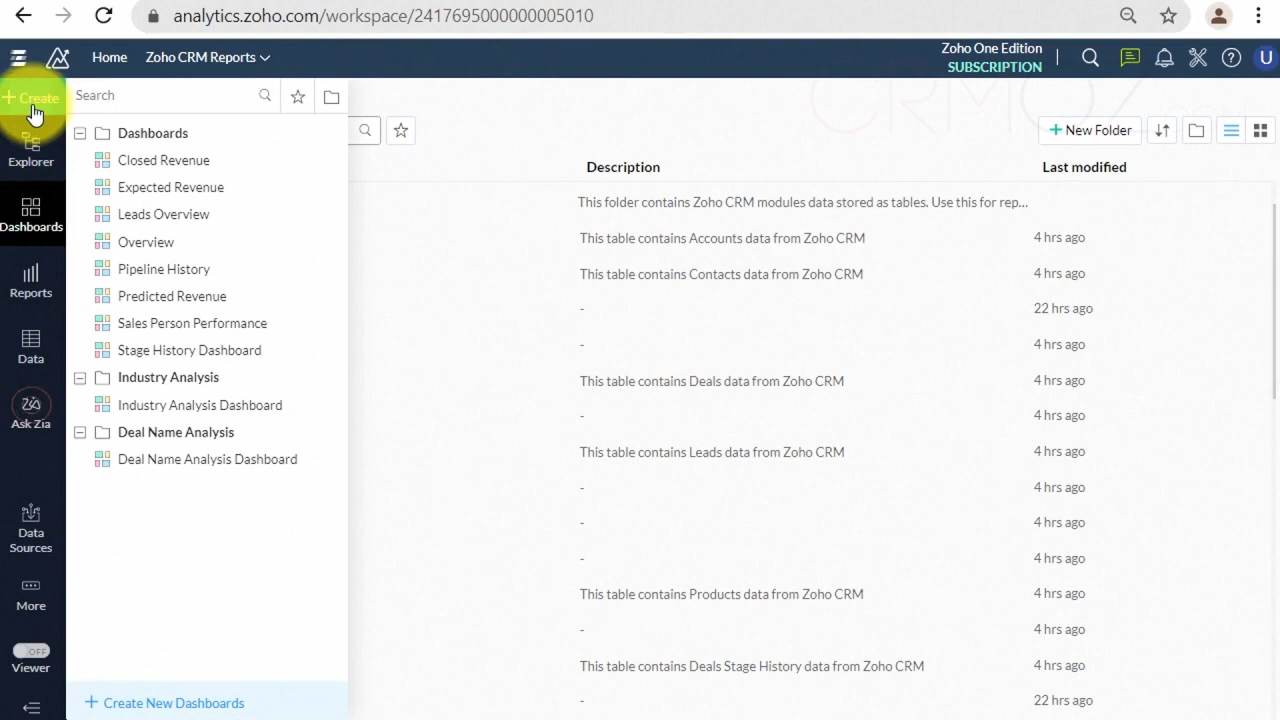 analytics.zoho.com/workspace/2417695000000005010
Home
Zoho CRM Reports
Zoho One Edition
SUBSCRIPTION
U
+ Create
Explorer
Dashboards
Reports
Data
Ask Zia
Data
Sources
More
OFF
Viewer
Search
Dashboards
Closed Revenue
Expected Revenue
Leads Overview
Overview
Pipeline History
Predicted Revenue
Sales Person Performance
Stage History Dashboard
Industry Analysis
Industry Analysis Dashboard
Deal Name Analysis
Deal Name Analysis Dashboard
+ Create New Dashboards
+ New Folder
Description Last modified
This folder contains Zoho CRM modules data stored as tables. Use this for rep...
This table contains Accounts data from Zoho CRM 4 hrs ago
This table contains Contacts data from Zoho CRM 4 hrs ago
- 22 hrs ago
- 4 hrs ago
This table contains Deals data from Zoho CRM 4 hrs ago
- 4 hrs ago
This table contains Leads data from Zoho CRM 4 hrs ago
- 4 hrs ago
- 4 hrs ago
- 4 hrs ago
This table contains Products data from Zoho CRM 4 hrs ago
- 4 hrs ago
This table contains Deals Stage History data from Zoho CRM 4 hrs ago
- 22 hrs ago